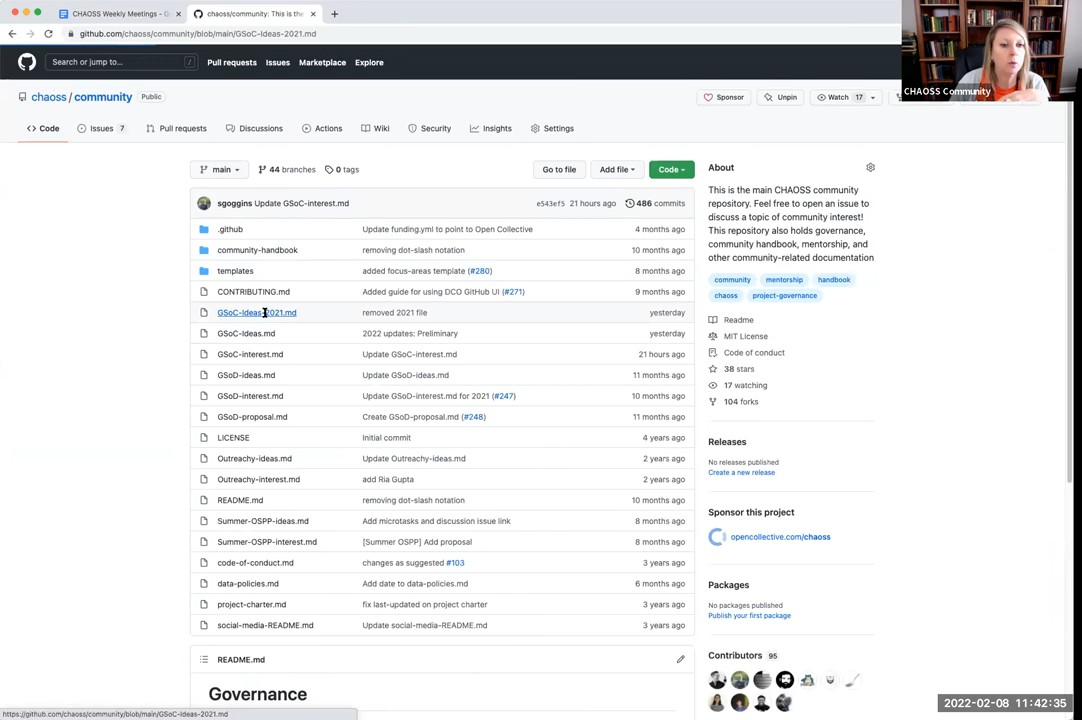 CHAOSS Weekly Meetings - G
chaoss/community: This is the
github.com/chaoss/community/blob/main/GSoC-Ideas-2021.md
Search or jump to... /
Pull requests Issues Marketplace Explore
CHAOSS Community
chaoss / community Public
Sponsor Unpin Watch 17
Code Issues 7 Pull requests Discussions Actions Wiki Security Insights Settings
main 44 branches 0 tags Go to file Add file Code
sgoggins Update GSoC-interest.md e543ef5 21 hours ago 486 commits
.github Update funding.yml to point to Open Collective 4 months ago
community-handbook removing dot-slash notation 10 months ago
templates added focus-areas template (#280) 8 months ago
CONTRIBUTING.md Added guide for using DCO GitHub UI (#271) 9 months ago
GSoC-Ideas-2021.md removed 2021 file yesterday
GSoC-Ideas.md 2022 updates: Preliminary yesterday
GSoC-interest.md Update GSoC-interest.md 21 hours ago
GSoD-ideas.md Update GSoD-ideas.md 11 months ago
GSoD-interest.md Update GSoD-interest.md for 2021 (#247) 10 months ago
GSoD-proposal.md Create GSoD-proposal.md (#248) 11 months ago
LICENSE Initial commit 4 years ago
Outreachy-ideas.md Update Outreachy-ideas.md 2 years ago
Outreachy-interest.md add Ria Gupta 2 years ago
README.md removing dot-slash notation 10 months ago
Summer-OSPP-ideas.md Add microtasks and discussion issue link 8 months ago
Summer-OSPP-interest.md [Summer OSPP] Add proposal 8 months ago
code-of-conduct.md changes as suggested #103 3 years ago
data-policies.md Add date to data-policies.md 6 months ago
project-charter.md fix last-updated on project charter 3 years ago
social-media-README.md Update social-media-README.md 3 years ago
README.md
Governance
About
This is the main CHAOSS community
repository. Feel free to open an issue to
discuss a topic of community interest!
This repository also holds governance,
community handbook, mentorship, and
other community-related documentation
community mentorship handbook
chaoss project-governance
Readme
MIT License
Code of conduct
38 stars
17 watching
104 forks
Releases
No releases published
Create a new release
Sponsor this project
opencollective.com/chaoss
Packages
No packages published
Publish your first package
Contributors 95
https://github.com/chaoss/community/blob/main/GSoC-Ideas-2021.md
2022-02-08 11:42:35